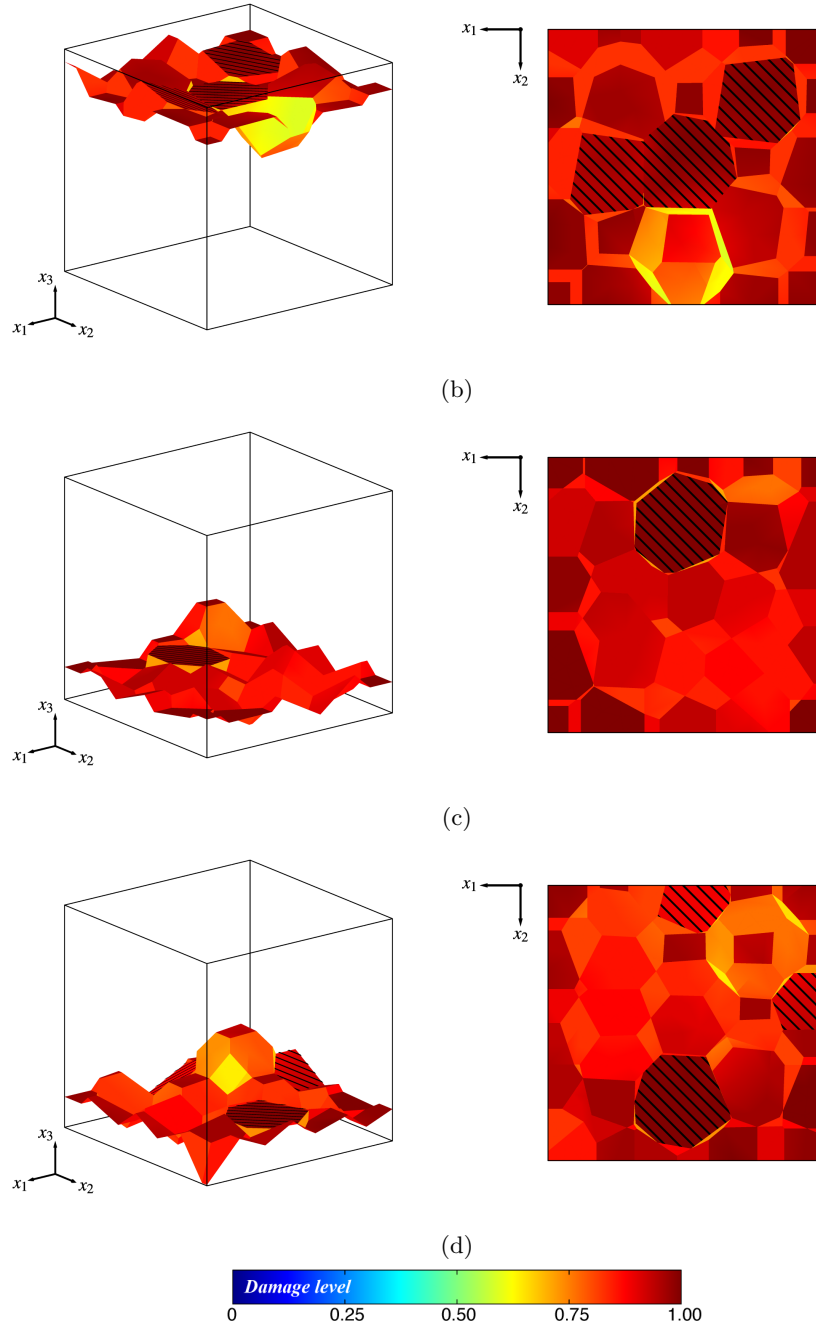 x₁ x₂
x₃
x₁ x₂
(b)
x₁ x₂
x₃
x₁ x₂
(c)
x₁ x₂
x₃
x₁ x₂
(d)
Damage level
0 0.25 0.50 0.75 1.00